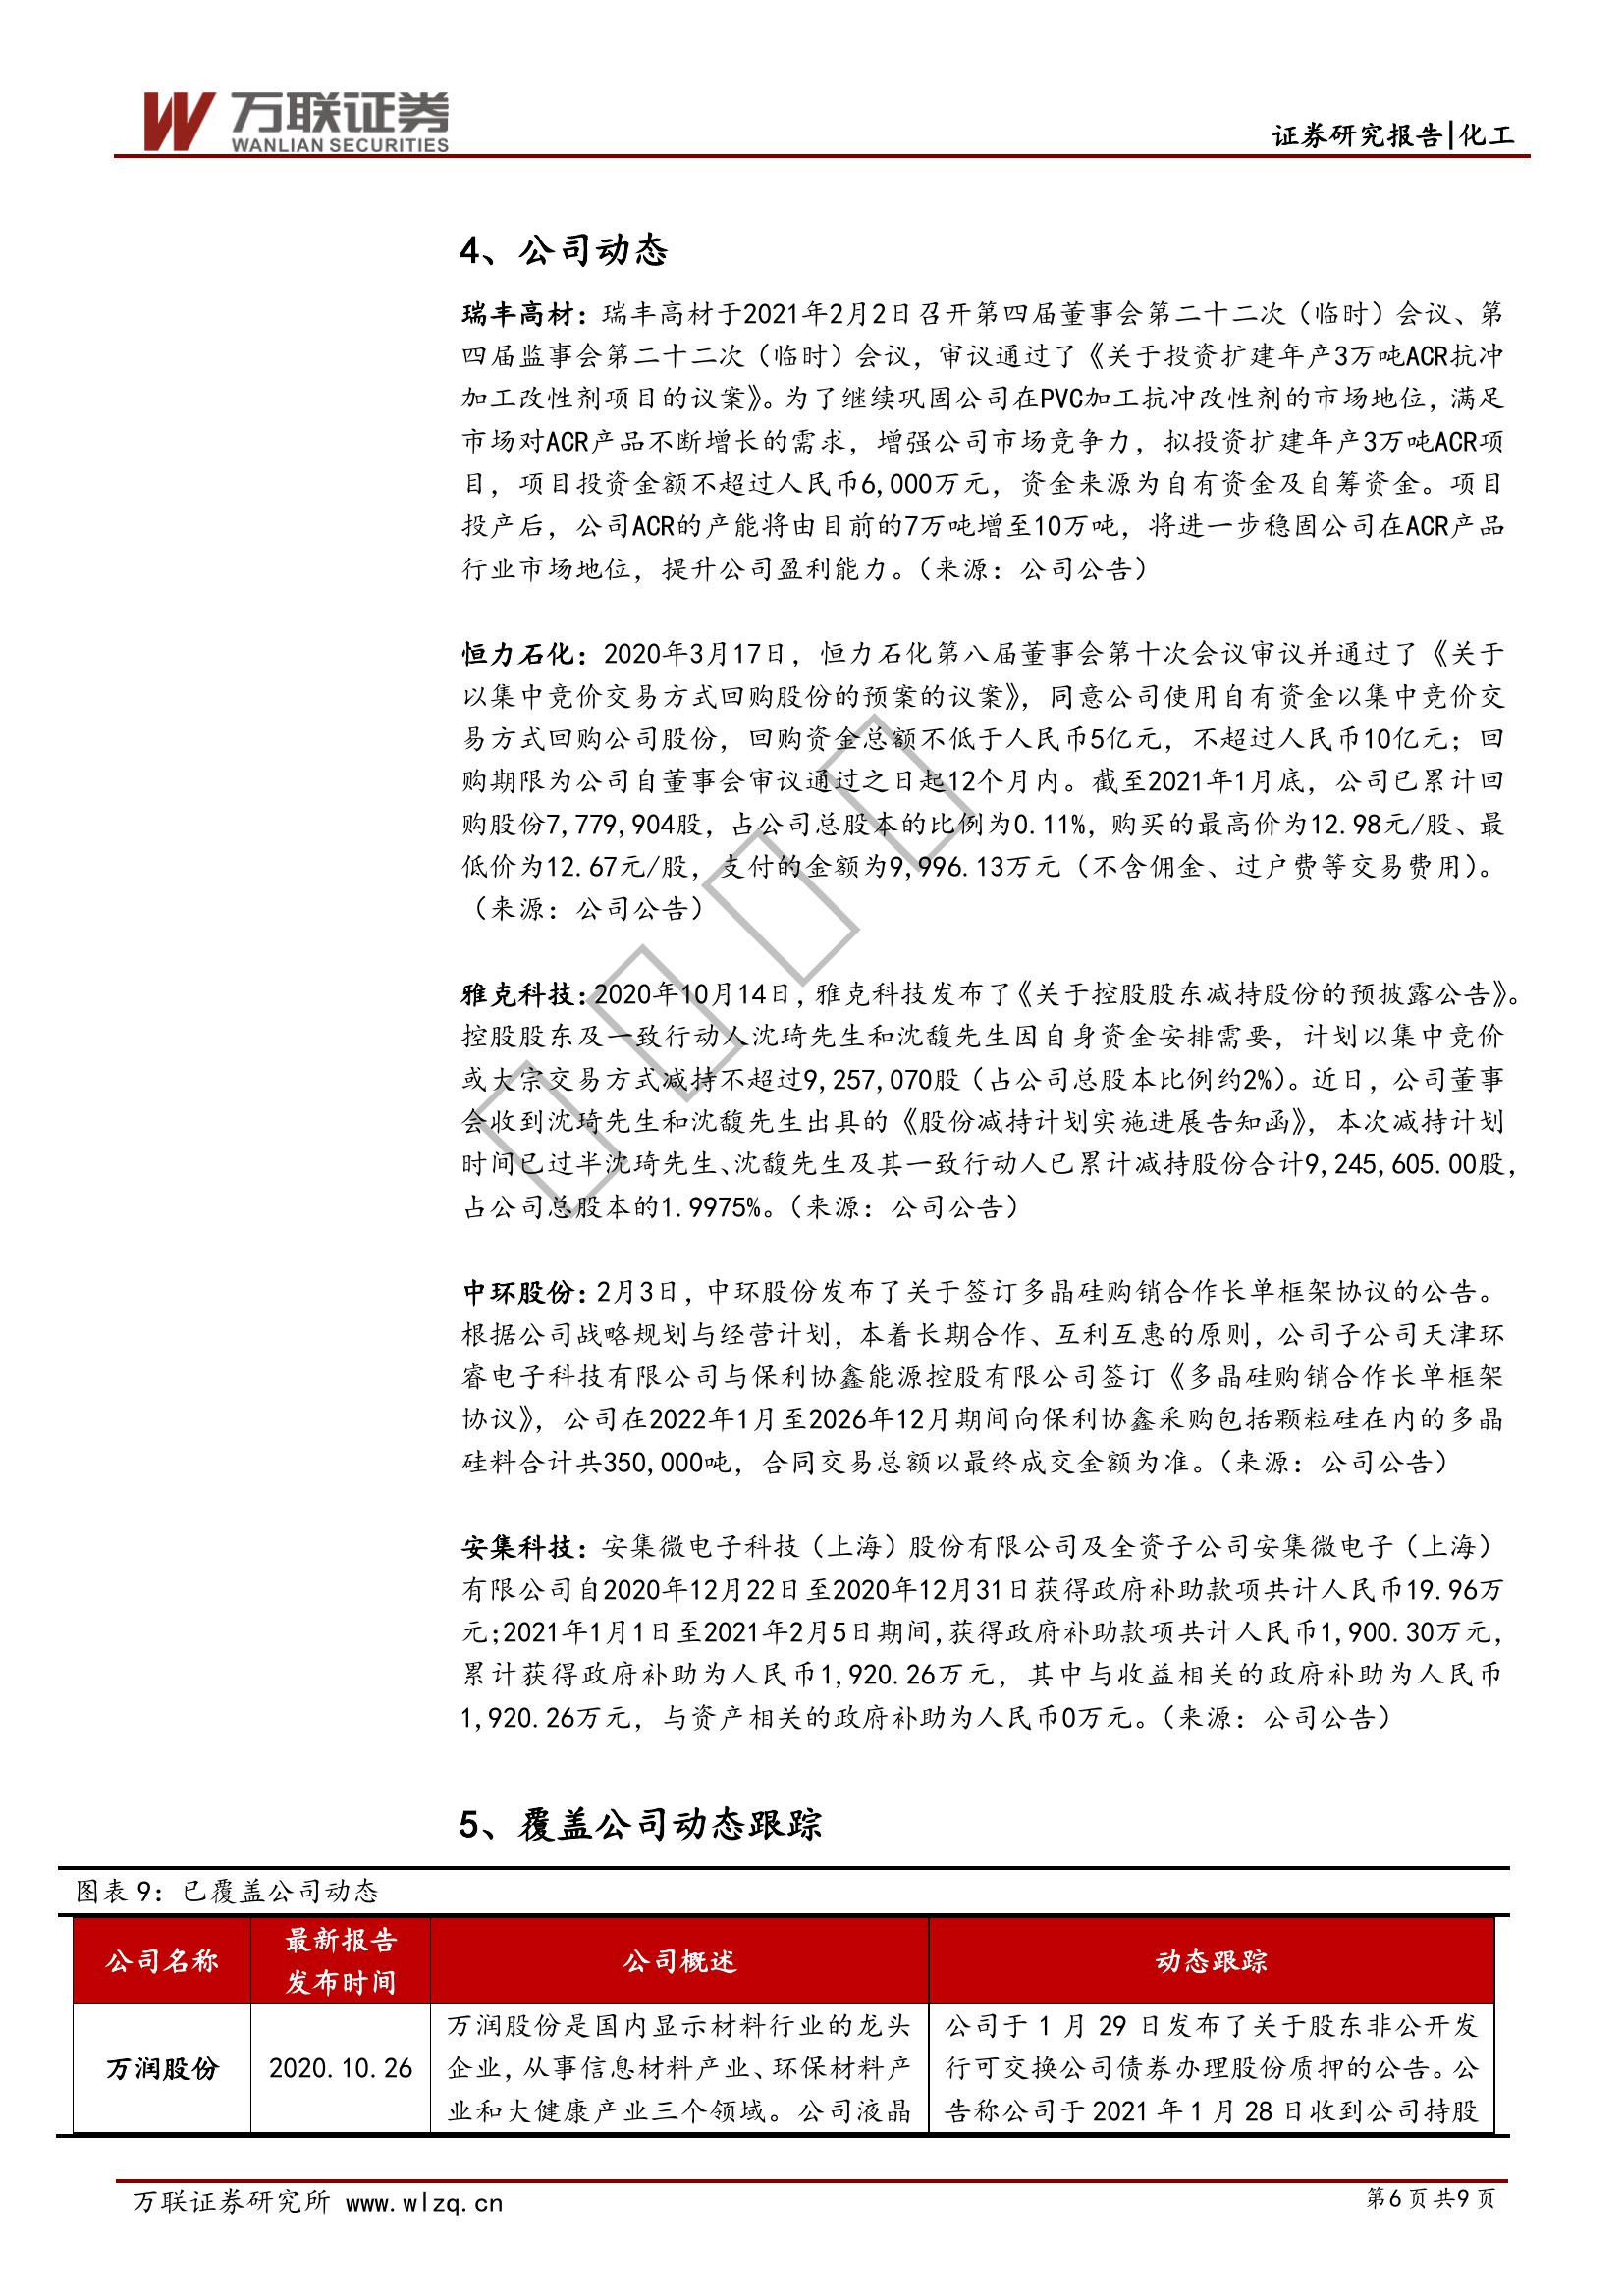 万联证券
WANLIAN SECURITIES
证券研究报告|化工
4、公司动态
瑞丰高材：瑞丰高材于2021年2月2日召开第四届董事会第二十二次（临时）会议、第
四届监事会第二十二次（临时）会议，审议通过了《关于投资扩建年产3万吨ACR抗冲
加工改性剂项目的议案》。为了继续巩固公司在PVC加工抗冲改性剂的市场地位，满足
市场对ACR产品不断增长的需求，增强公司市场竞争力，拟投资扩建年产3万吨ACR项
目，项目投资金额不超过人民币6,000万元，资金来源为自有资金及自筹资金。项目
投产后，公司ACR的产能将由目前的7万吨增至10万吨，将进一步稳固公司在ACR产品
行业市场地位，提升公司盈利能力。（来源：公司公告）
恒力石化：2020年3月17日，恒力石化第八届董事会第十次会议审议并通过了《关于
以集中竞价交易方式回购股份的预案的议案》，同意公司使用自有资金以集中竞价交
易方式回购公司股份，回购资金总额不低于人民币5亿元，不超过人民币10亿元；回
购期限为公司自董事会审议通过之日起12个月内。截至2021年1月底，公司已累计回
购股份7,779,904股，占公司总股本的比例为0.11%，购买的最高价为12.98元/股、最
低价为12.67元/股，支付的金额为9,996.13万元（不含佣金、过户费等交易费用）。
（来源：公司公告）
雅克科技：2020年10月14日，雅克科技发布了《关于控股股东减持股份的预披露公告》。
控股股东及一致行动人沈琦先生和沈馥先生因自身资金安排需要，计划以集中竞价
或大宗交易方式减持不超过9,257,070股（占公司总股本比例约2%）。近日，公司董事
会收到沈琦先生和沈馥先生出具的《股份减持计划实施进展告知函》，本次减持计划
时间已过半沈琦先生、沈馥先生及其一致行动人已累计减持股份合计9,245,605.00股，
占公司总股本的1.9975%。（来源：公司公告）
中环股份：2月3日，中环股份发布了关于签订多晶硅购销合作长单框架协议的公告。
根据公司战略规划与经营计划，本着长期合作、互利互惠的原则，公司子公司天津环
睿电子科技有限公司与保利协鑫能源控股有限公司签订《多晶硅购销合作长单框架
协议》，公司在2022年1月至2026年12月期间向保利协鑫采购包括颗粒硅在内的多晶
硅料合计共350,000吨，合同交易总额以最终成交金额为准。（来源：公司公告）
安集科技：安集微电子科技（上海）股份有限公司及全资子公司安集微电子（上海）
有限公司自2020年12月22日至2020年12月31日获得政府补助款项共计人民币19.96万
元;2021年1月1日至2021年2月5日期间,获得政府补助款项共计人民币1,900.30万元，
累计获得政府补助为人民币1,920.26万元，其中与收益相关的政府补助为人民币
1,920.26万元，与资产相关的政府补助为人民币0万元。（来源：公司公告）
5、覆盖公司动态跟踪
图表 9：已覆盖公司动态
公司名称 最新报告 公司概述 动态跟踪
发布时间
万润股份是国内显示材料行业的龙头 公司于 1 月 29 日发布了关于股东非公开发
万润股份 2020.10.26 企业，从事信息材料产业、环保材料产 行可交换公司债券办理股份质押的公告。公
业和大健康产业三个领域。公司液晶 告称公司于 2021 年 1 月 28 日收到公司持股
万联证券研究所 www.wlzq.cn 第6页共9页